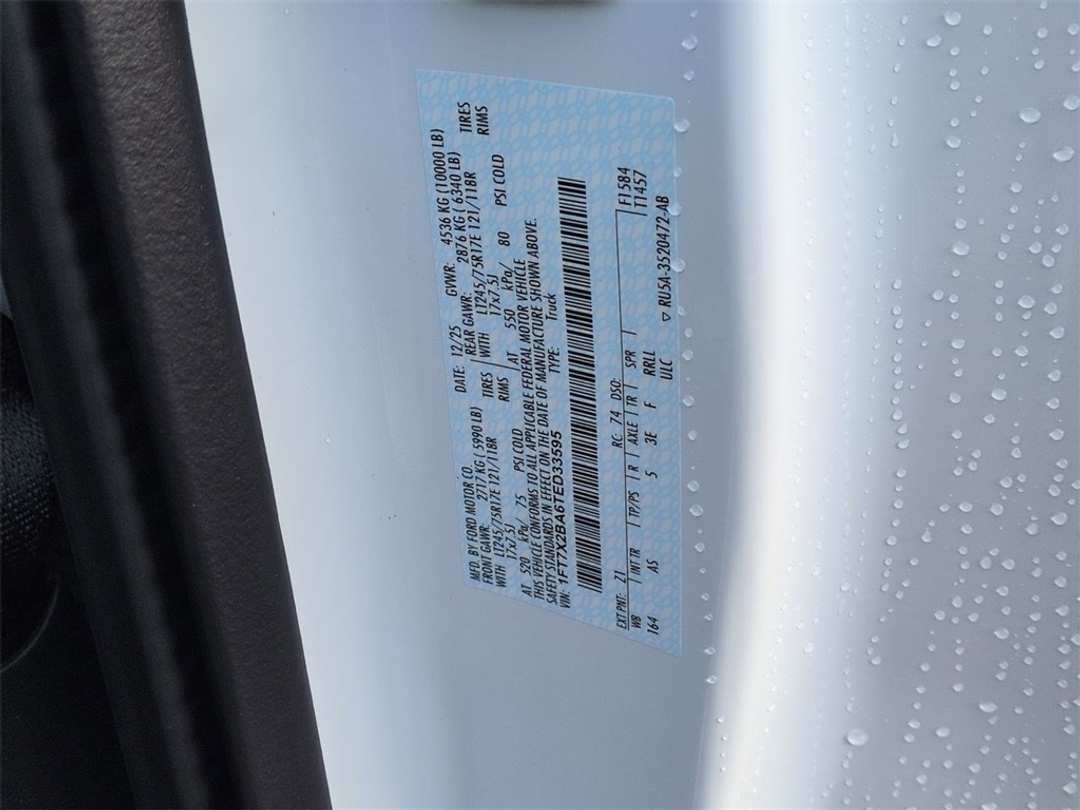 MFD. BY FORD MOTOR CO. DATE: 12/25 GVWR: 4536 KG (10000 LB)
FRONT GAWR: 2717 KG ( 5990 LB) REAR GAWR: 2876 KG ( 6340 LB)
WITH LT245/75R17E 121/118R TIRES WITH LT245/75R17E 121/118R TIRES
17x7.5J RIMS 17x7.5J RIMS
AT 520 kPa/ 75 PSI COLD AT 550 kPa/ 80 PSI COLD
THIS VEHICLE CONFORMS TO ALL APPLICABLE FEDERAL MOTOR VEHICLE
SAFETY STANDARDS IN EFFECT ON THE DATE OF MANUFACTURE SHOWN ABOVE.
VIN: 1FT7X2BA6TED33595 TYPE: Truck
EXT PNT: Z1 RC: 74 DSO: F1584
WB INT TR TP/PS R AXLE TR SPR T1457
164 AS 5 3E F RRLL
ULC ▽ RU5A-3520472-AB